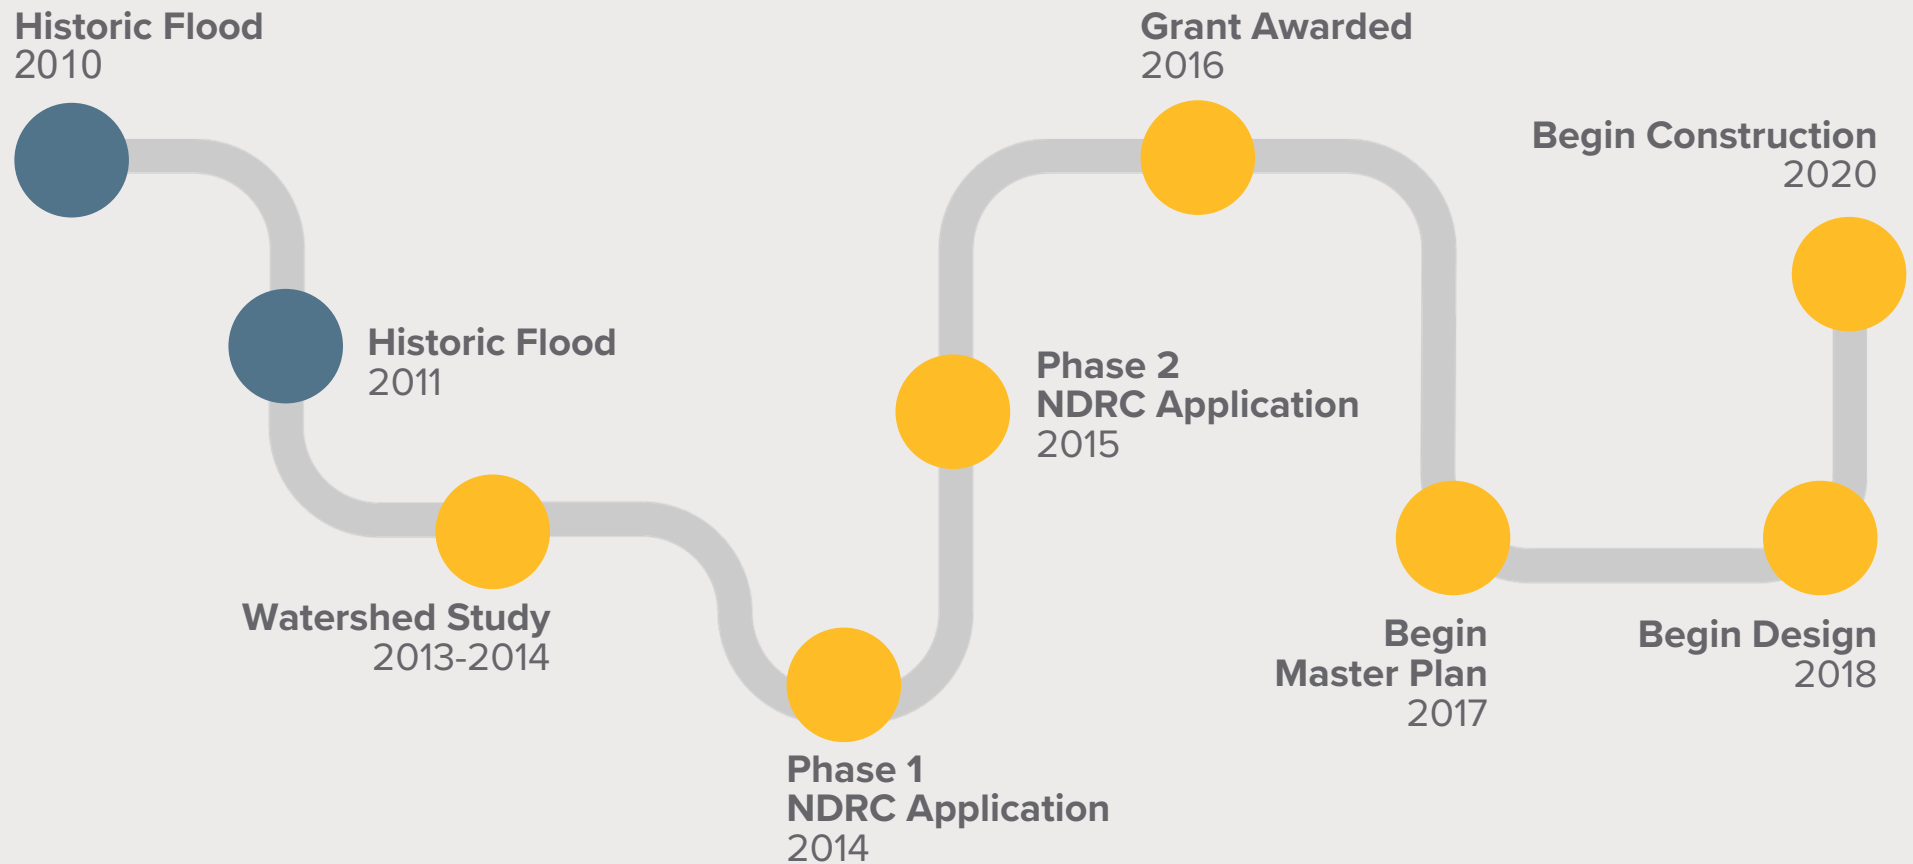 Historic Flood
2010
Historic Flood
2011
Watershed Study
2013-2014
Phase 1
NDRC Application
2014
Phase 2
NDRC Application
2015
Grant Awarded
2016
Begin
Master Plan
2017
Begin Design
2018
Begin Construction
2020